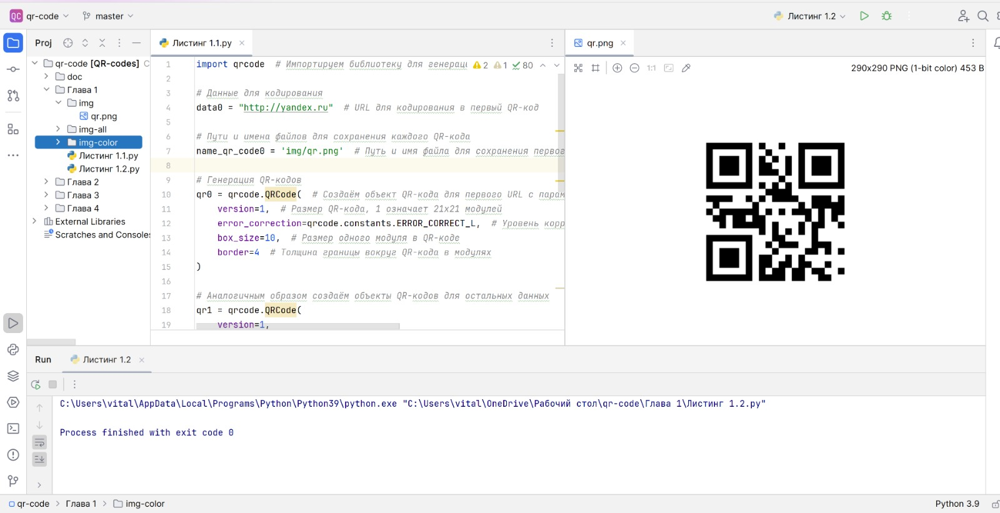 QC qr-code master Листинг 1.2
Proj
Листинг 1.1.py
qr.png
qr-code [QR-codes]
doc
Глава 1
img
qr.png
img-all
img-color
Листинг 1.1.py
Листинг 1.2.py
Глава 2
Глава 3
Глава 4
External Libraries
Scratches and Consoles
2 1 80
1 import qrcode # Импортируем библиотеку для генераци
2
3 # Данные для кодирования
4 data0 = "http://yandex.ru" # URL для кодирования в первый QR-код
5
6 # Пути и имена файлов для сохранения каждого QR-кода
7 name_qr_code0 = 'img/qr.png' # Путь и имя файла для сохранения первог
8
9 # Генерация QR-кодов
10 qr0 = qrcode.QRCode( # Создаём объект QR-кода для первого URL с парам
11 version=1, # Размер QR-кода, 1 означает 21x21 модулей
12 error_correction=qrcode.constants.ERROR_CORRECT_L, # Уровень корр
13 box_size=10, # Размер одного модуля в QR-коде
14 border=4 # Толщина границы вокруг QR-кода в модулях
15 )
16
17 # Аналогичным образом создаём объекты QR-кодов для остальных данных
18 qr1 = qrcode.QRCode(
19 version=1,
1:1
290x290 PNG (1-bit color) 453 B
Run Листинг 1.2
C:\Users\vital\AppData\Local\Programs\Python\Python39\python.exe "C:\Users\vital\OneDrive\Рабочий стол\qr-code\Глава 1\Листинг 1.2.py"
Process finished with exit code 0
qr-code > Глава 1 > img-color
Python 3.9